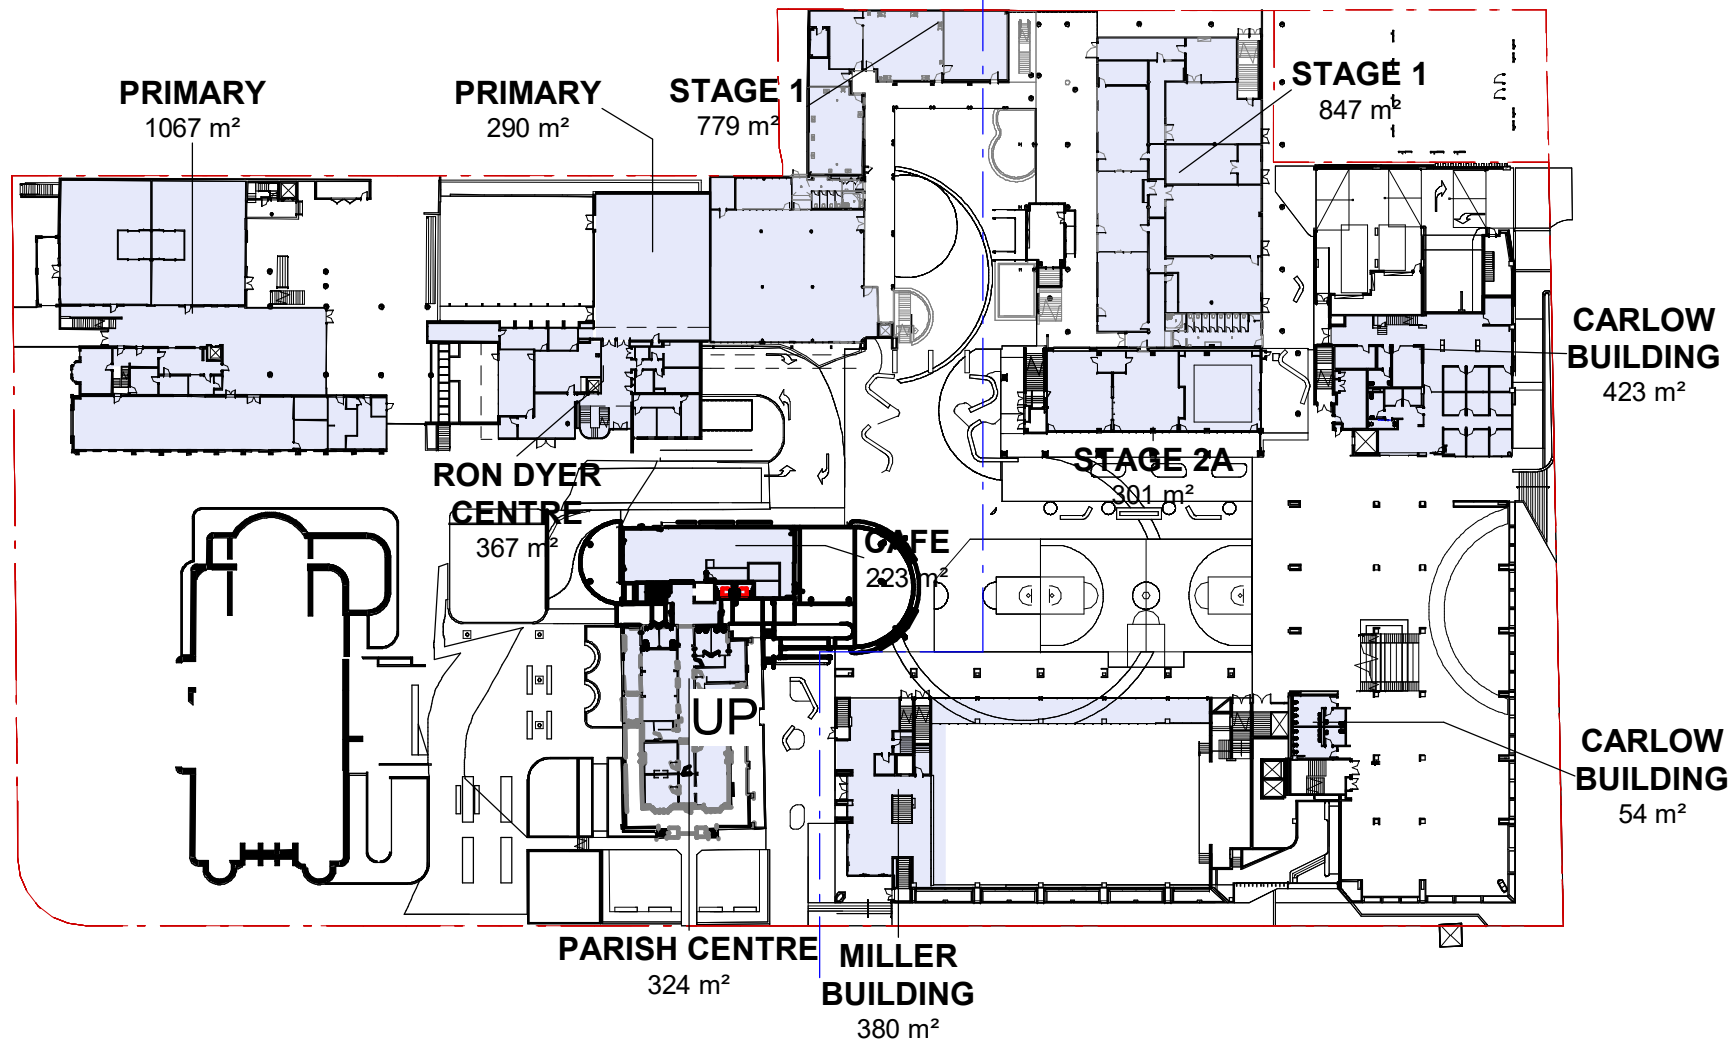 PRIMARY
1067 m²
PRIMARY
290 m²
STAGE 1
779 m²
STAGE 1
847 m²
CARLOW
BUILDING
423 m²
RON DYER
CENTRE
367 m²
STAGE 2A
301 m²
CAFE
223 m²
UP
CARLOW
BUILDING
54 m²
PARISH CENTRE
324 m²
MILLER
BUILDING
380 m²